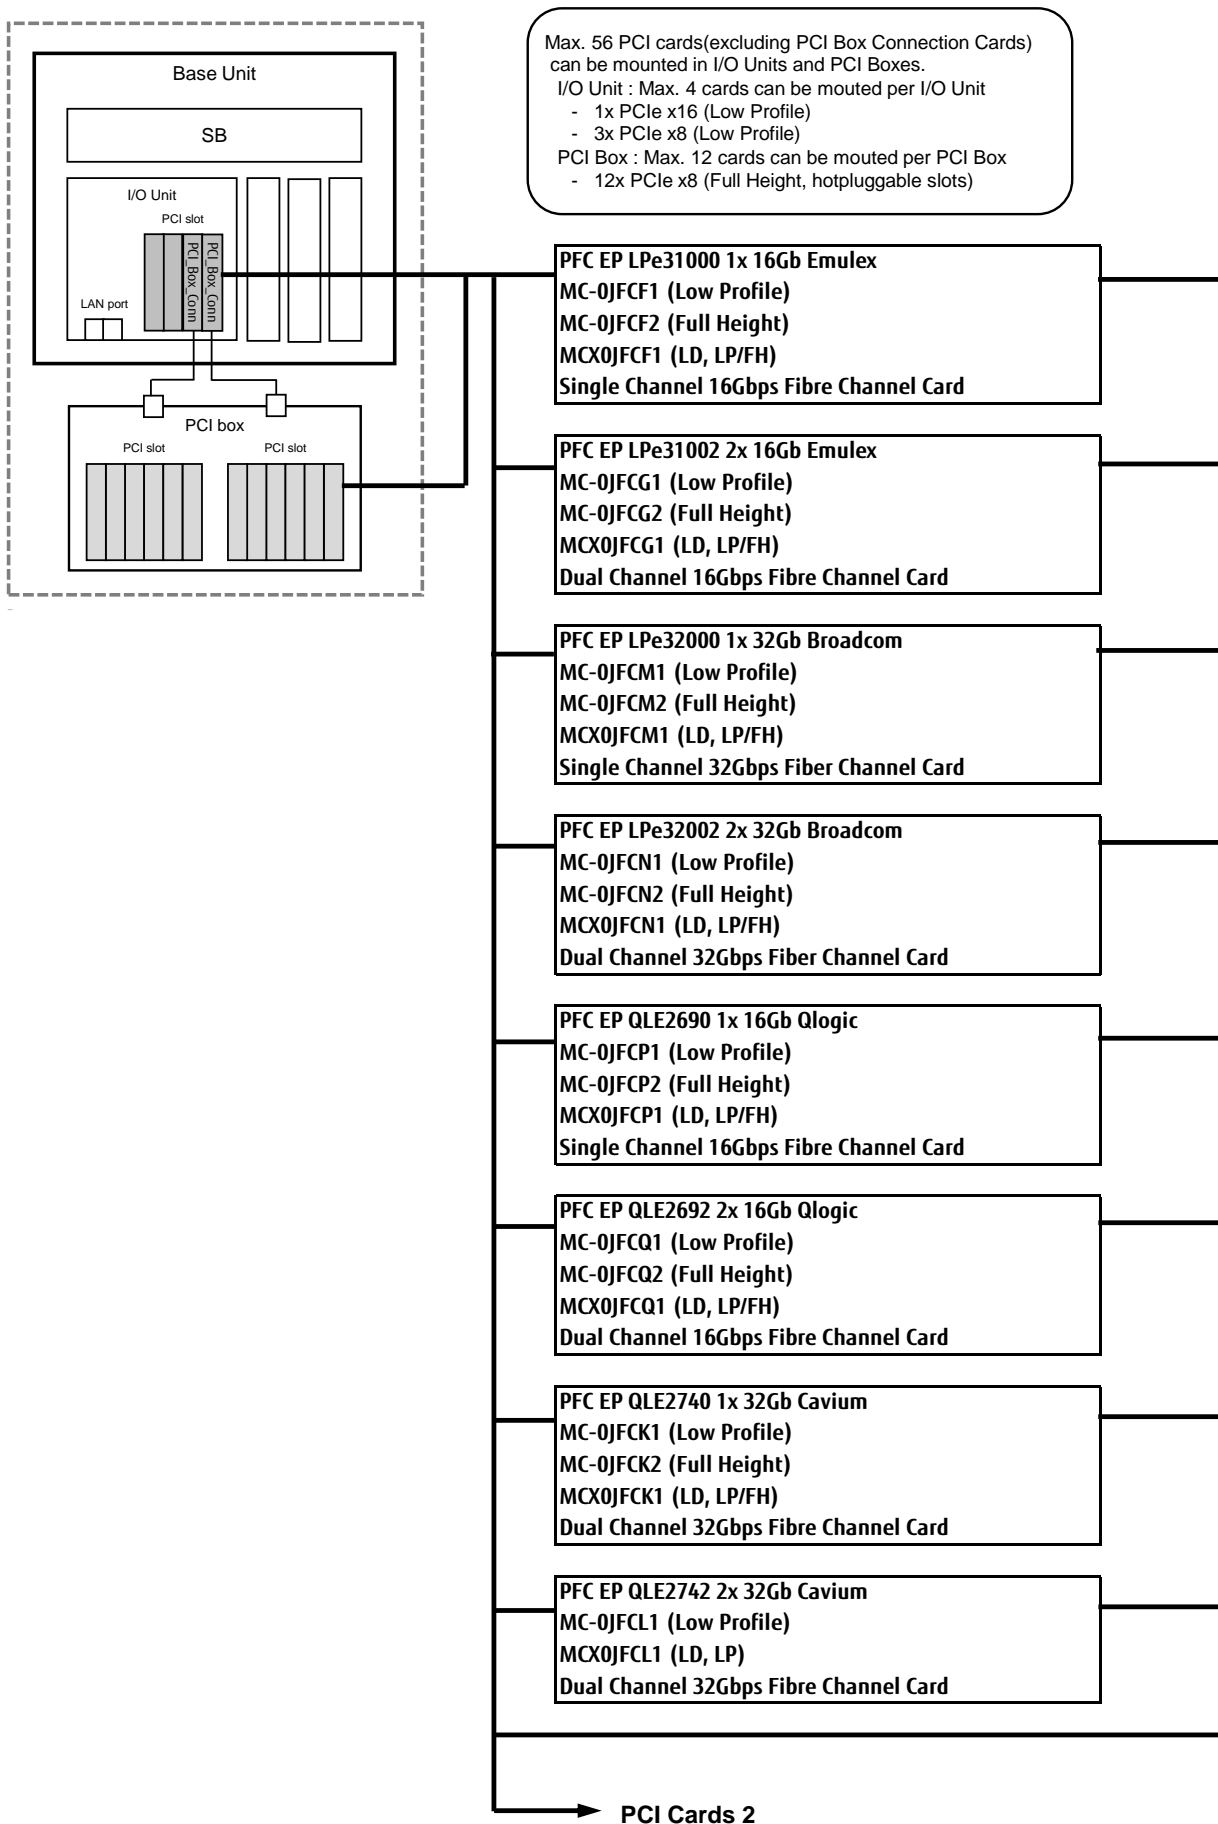 Max. 56 PCI cards(excluding PCI Box Connection Cards)
can be mounted in I/O Units and PCI Boxes.
I/O Unit : Max. 4 cards can be mouted per I/O Unit
- 1x PCIe x16 (Low Profile)
- 3x PCIe x8 (Low Profile)
PCI Box : Max. 12 cards can be mouted per PCI Box
- 12x PCIe x8 (Full Height, hotpluggable slots)
Base Unit
SB
I/O Unit
PCI slot
PCI_Box_Conn
PCI_Box_Conn
LAN port
PCI box
PCI slot
PCI slot
PFC EP LPe31000 1x 16Gb Emulex
MC-0JFCF1 (Low Profile)
MC-0JFCF2 (Full Height)
MCX0JFCF1 (LD, LP/FH)
Single Channel 16Gbps Fibre Channel Card
PFC EP LPe31002 2x 16Gb Emulex
MC-0JFCG1 (Low Profile)
MC-0JFCG2 (Full Height)
MCX0JFCG1 (LD, LP/FH)
Dual Channel 16Gbps Fibre Channel Card
PFC EP LPe32000 1x 32Gb Broadcom
MC-0JFCM1 (Low Profile)
MC-0JFCM2 (Full Height)
MCX0JFCM1 (LD, LP/FH)
Single Channel 32Gbps Fiber Channel Card
PFC EP LPe32002 2x 32Gb Broadcom
MC-0JFCN1 (Low Profile)
MC-0JFCN2 (Full Height)
MCX0JFCN1 (LD, LP/FH)
Dual Channel 32Gbps Fiber Channel Card
PFC EP QLE2690 1x 16Gb Qlogic
MC-0JFCP1 (Low Profile)
MC-0JFCP2 (Full Height)
MCX0JFCP1 (LD, LP/FH)
Single Channel 16Gbps Fibre Channel Card
PFC EP QLE2692 2x 16Gb Qlogic
MC-0JFCQ1 (Low Profile)
MC-0JFCQ2 (Full Height)
MCX0JFCQ1 (LD, LP/FH)
Dual Channel 16Gbps Fibre Channel Card
PFC EP QLE2740 1x 32Gb Cavium
MC-0JFCK1 (Low Profile)
MC-0JFCK2 (Full Height)
MCX0JFCK1 (LD, LP/FH)
Dual Channel 32Gbps Fibre Channel Card
PFC EP QLE2742 2x 32Gb Cavium
MC-0JFCL1 (Low Profile)
MCX0JFCL1 (LD, LP)
Dual Channel 32Gbps Fibre Channel Card
PCI Cards 2